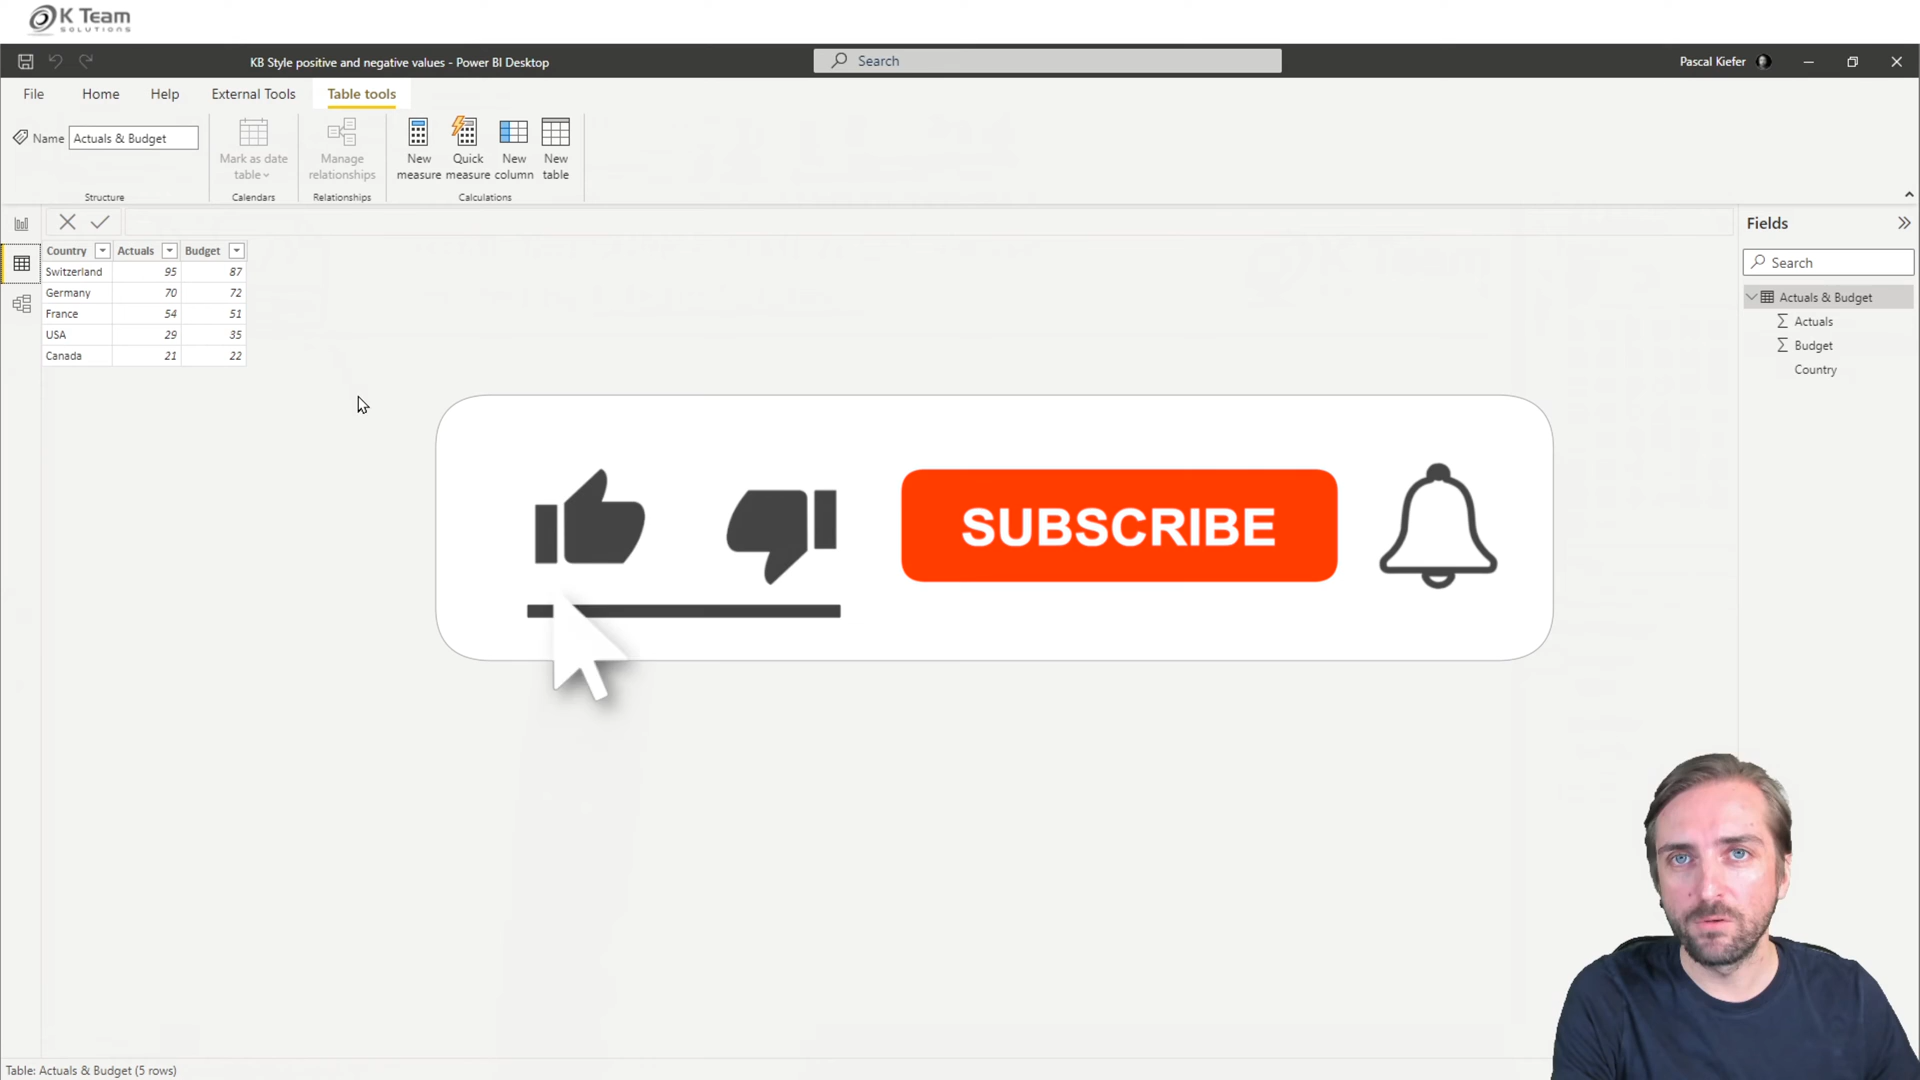 K Team
SOLUTIONS
KB Style positive and negative values - Power BI Desktop
Search
Pascal Kiefer
File Home Help External Tools Table tools
Name Actuals & Budget
Mark as date table
Manage relationships
New measure
Quick measure
New column
New table
Structure Calendars Relationships Calculations
Country Actuals Budget
Switzerland 95 87
Germany 70 72
France 54 51
USA 29 35
Canada 21 22
Fields
Search
Actuals & Budget
Actuals
Budget
Country
SUBSCRIBE
Table: Actuals & Budget (5 rows)